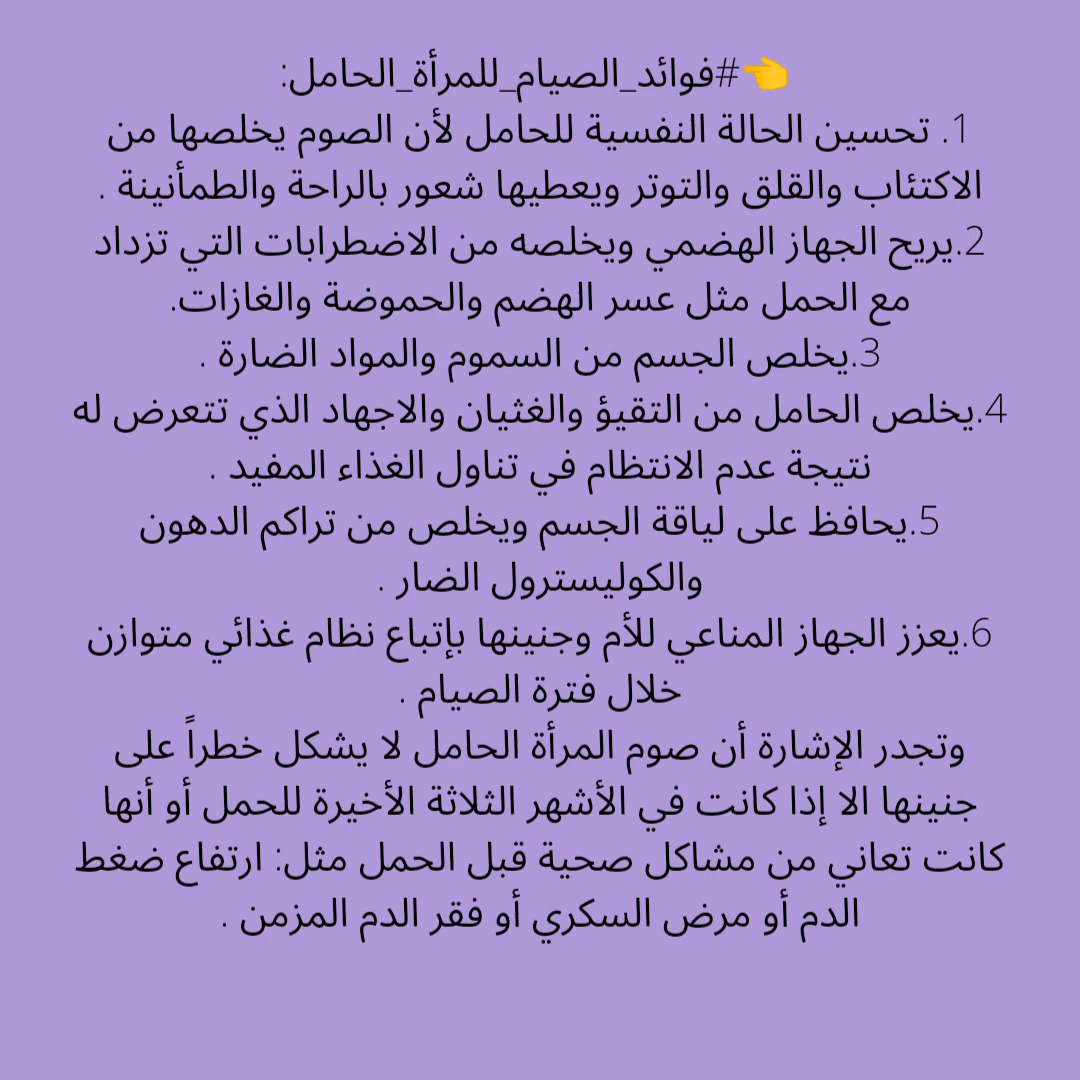 👈#فوائد_الصيام_للمرأة_الحامل:
1. تحسين الحالة النفسية للحامل لأن الصوم يخلصها من
الاكتئاب والقلق والتوتر ويعطيها شعور بالراحة والطمأنينة .
2.يريح الجهاز الهضمي ويخلصه من الاضطرابات التي تزداد
مع الحمل مثل عسر الهضم والحموضة والغازات.
3.يخلص الجسم من السموم والمواد الضارة .
4.يخلص الحامل من التقيؤ والغثيان والاجهاد الذي تتعرض له
نتيجة عدم الانتظام في تناول الغذاء المفيد .
5.يحافظ على لياقة الجسم ويخلص من تراكم الدهون
والكوليسترول الضار .
6.يعزز الجهاز المناعي للأم وجنينها بإتباع نظام غذائي متوازن
خلال فترة الصيام .
وتجدر الإشارة أن صوم المرأة الحامل لا يشكل خطراً على
جنينها الا إذا كانت في الأشهر الثلاثة الأخيرة للحمل أو أنها
كانت تعاني من مشاكل صحية قبل الحمل مثل: ارتفاع ضغط
الدم أو مرض السكري أو فقر الدم المزمن .